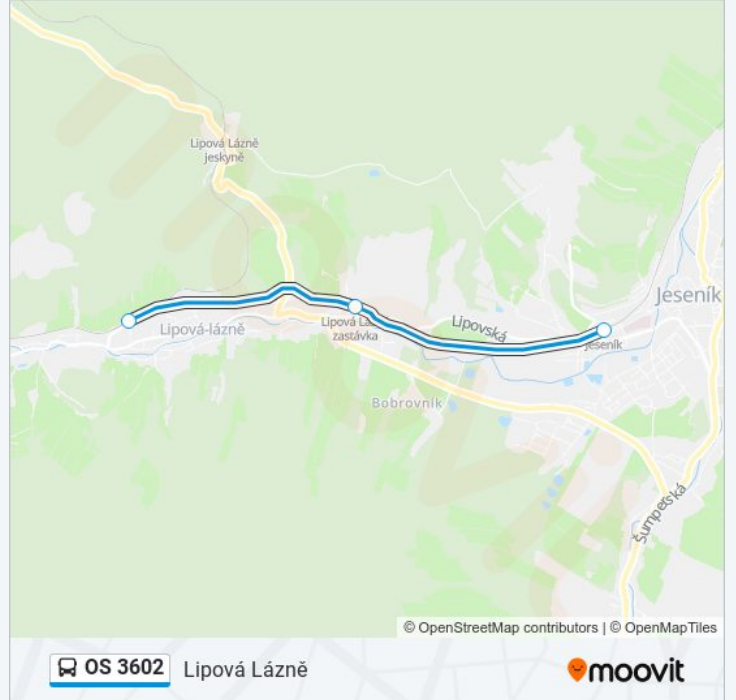 Lipová Lázně
jeskyně
Jeseník
Lipovská
Lipová Lá
zastávka
Lipová-lázně
jeseník
Bobrovník
Šumperská
© OpenStreetMap contributors | © OpenMapTiles
OS 3602 Lipová Lázně
moovit